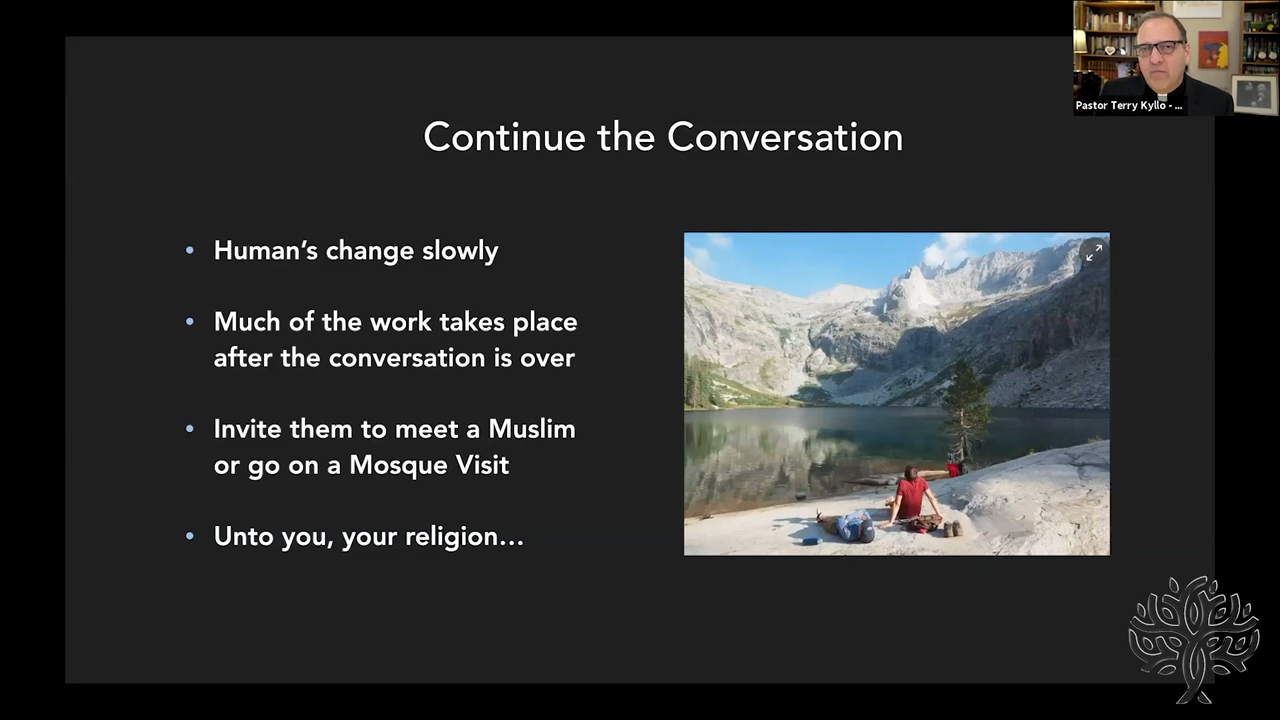 Pastor Terry Kyllo - ...
Continue the Conversation
• Human’s change slowly
• Much of the work takes place
after the conversation is over
• Invite them to meet a Muslim
or go on a Mosque Visit
• Unto you, your religion…